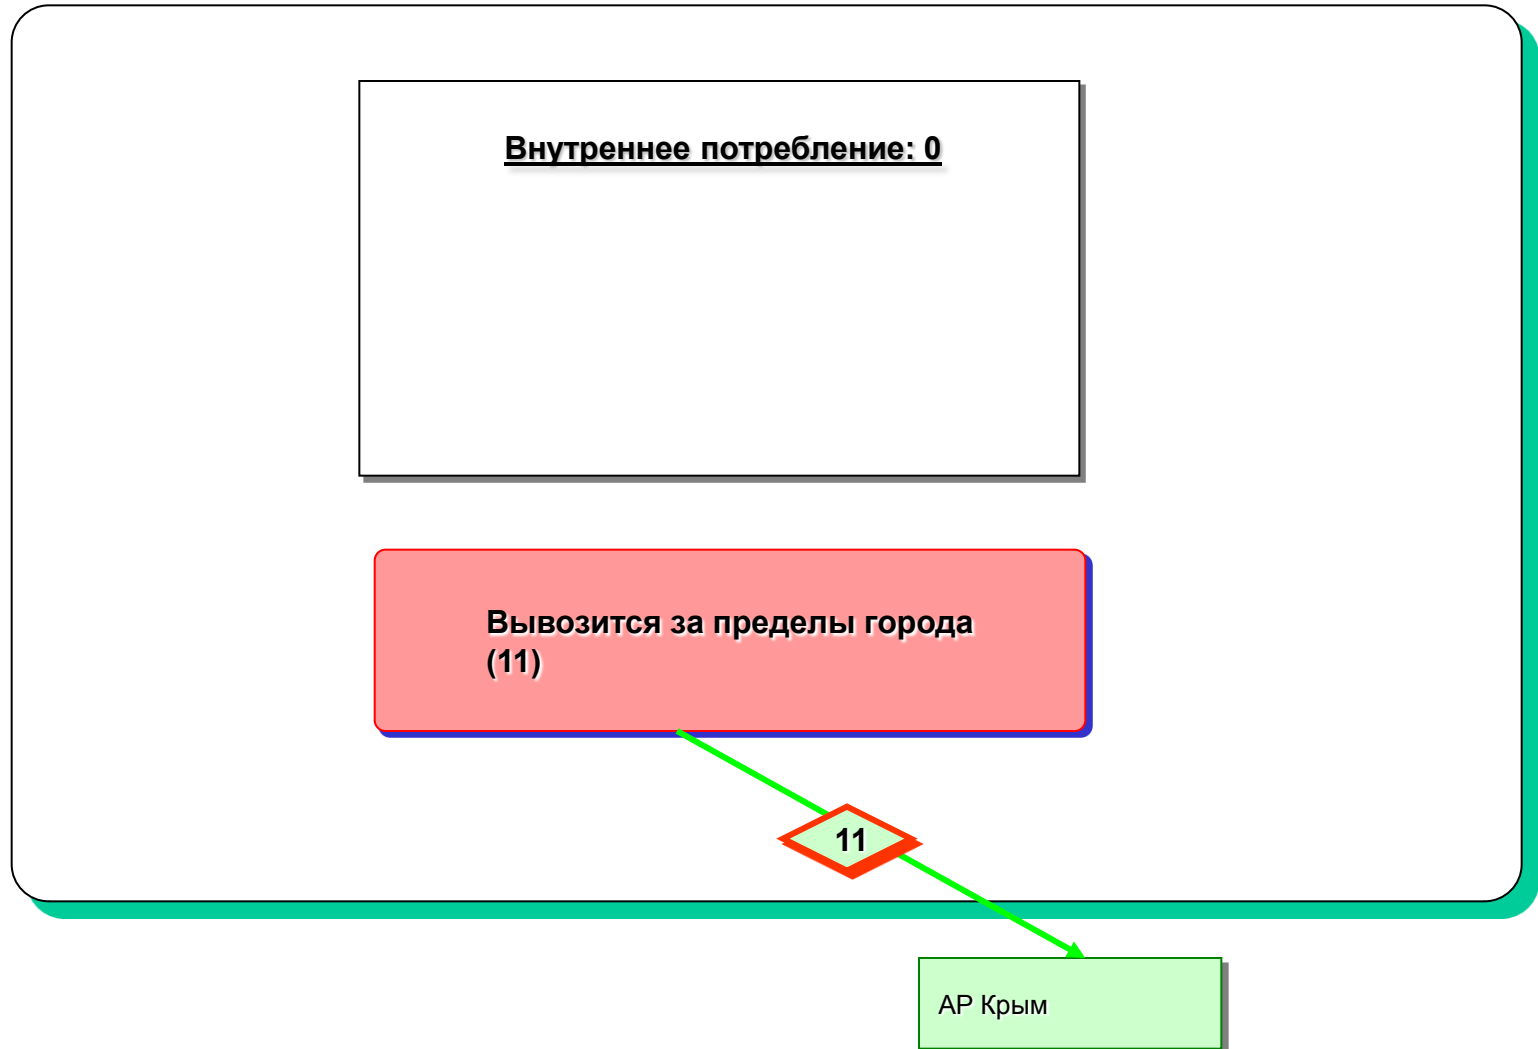 Внутреннее потребление: 0
Вывозится за пределы города
(11)
11
АР Крым